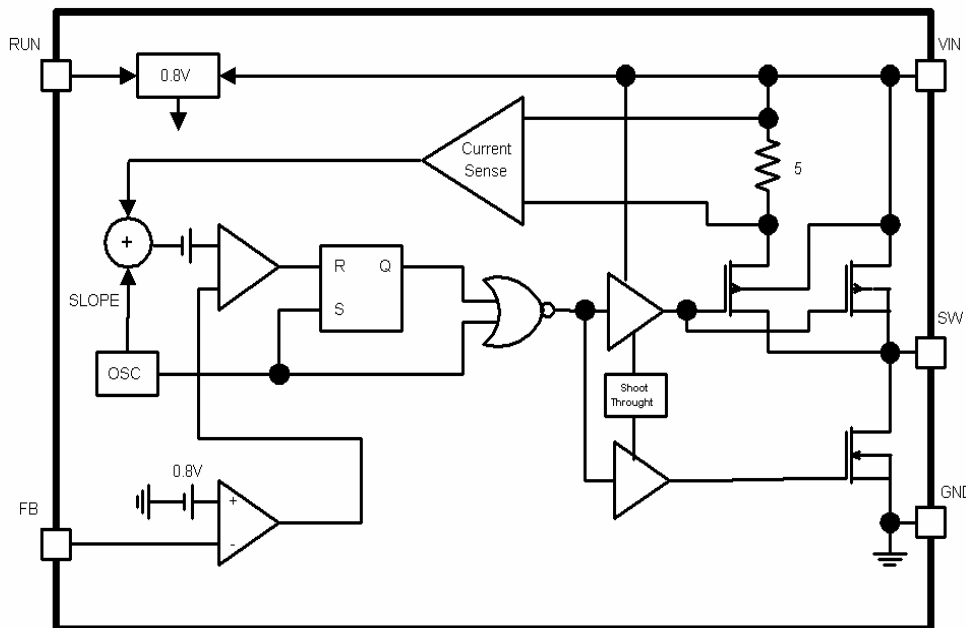 RUN
VIN
0.8V
Current
Sense
5
+
R
Q
SLOPE
S
SW
OSC
Shoot
Throught
0.8V
+
FB
GND
-